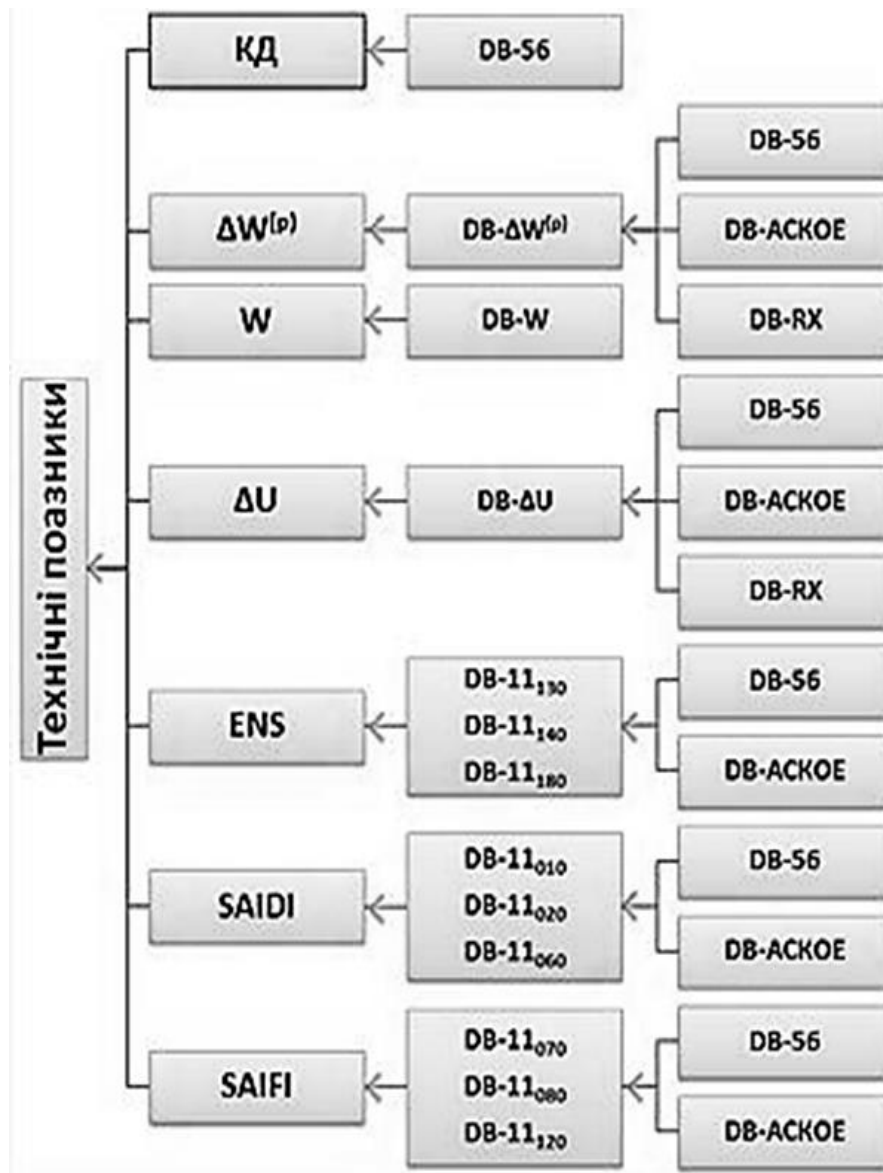 Технічні поазники
КД
DB-56
ΔW⁽ᵖ⁾
DB-ΔW⁽ᵖ⁾
DB-56
DB-АСКОЕ
DB-RX
W
DB-W
ΔU
DB-ΔU
DB-56
DB-АСКОЕ
DB-RX
ENS
DB-11₁₃₀
DB-11₁₄₀
DB-11₁₈₀
DB-56
DB-АСКОЕ
SAIDI
DB-11₀₁₀
DB-11₀₂₀
DB-11₀₆₀
DB-56
DB-АСКОЕ
SAIFI
DB-11₀₇₀
DB-11₀₈₀
DB-11₁₂₀
DB-56
DB-АСКОЕ